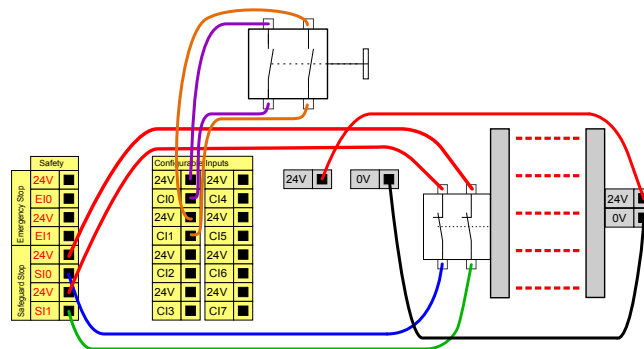 Safety
Emergency Stop
24V
EI0
24V
EI1
Safeguard Stop
24V
SI0
24V
SI1
Configurable Inputs
24V 24V
CI0 CI4
24V 24V
CI1 CI5
24V 24V
CI2 CI6
24V 24V
CI3 CI7
24V 0V
24V
0V